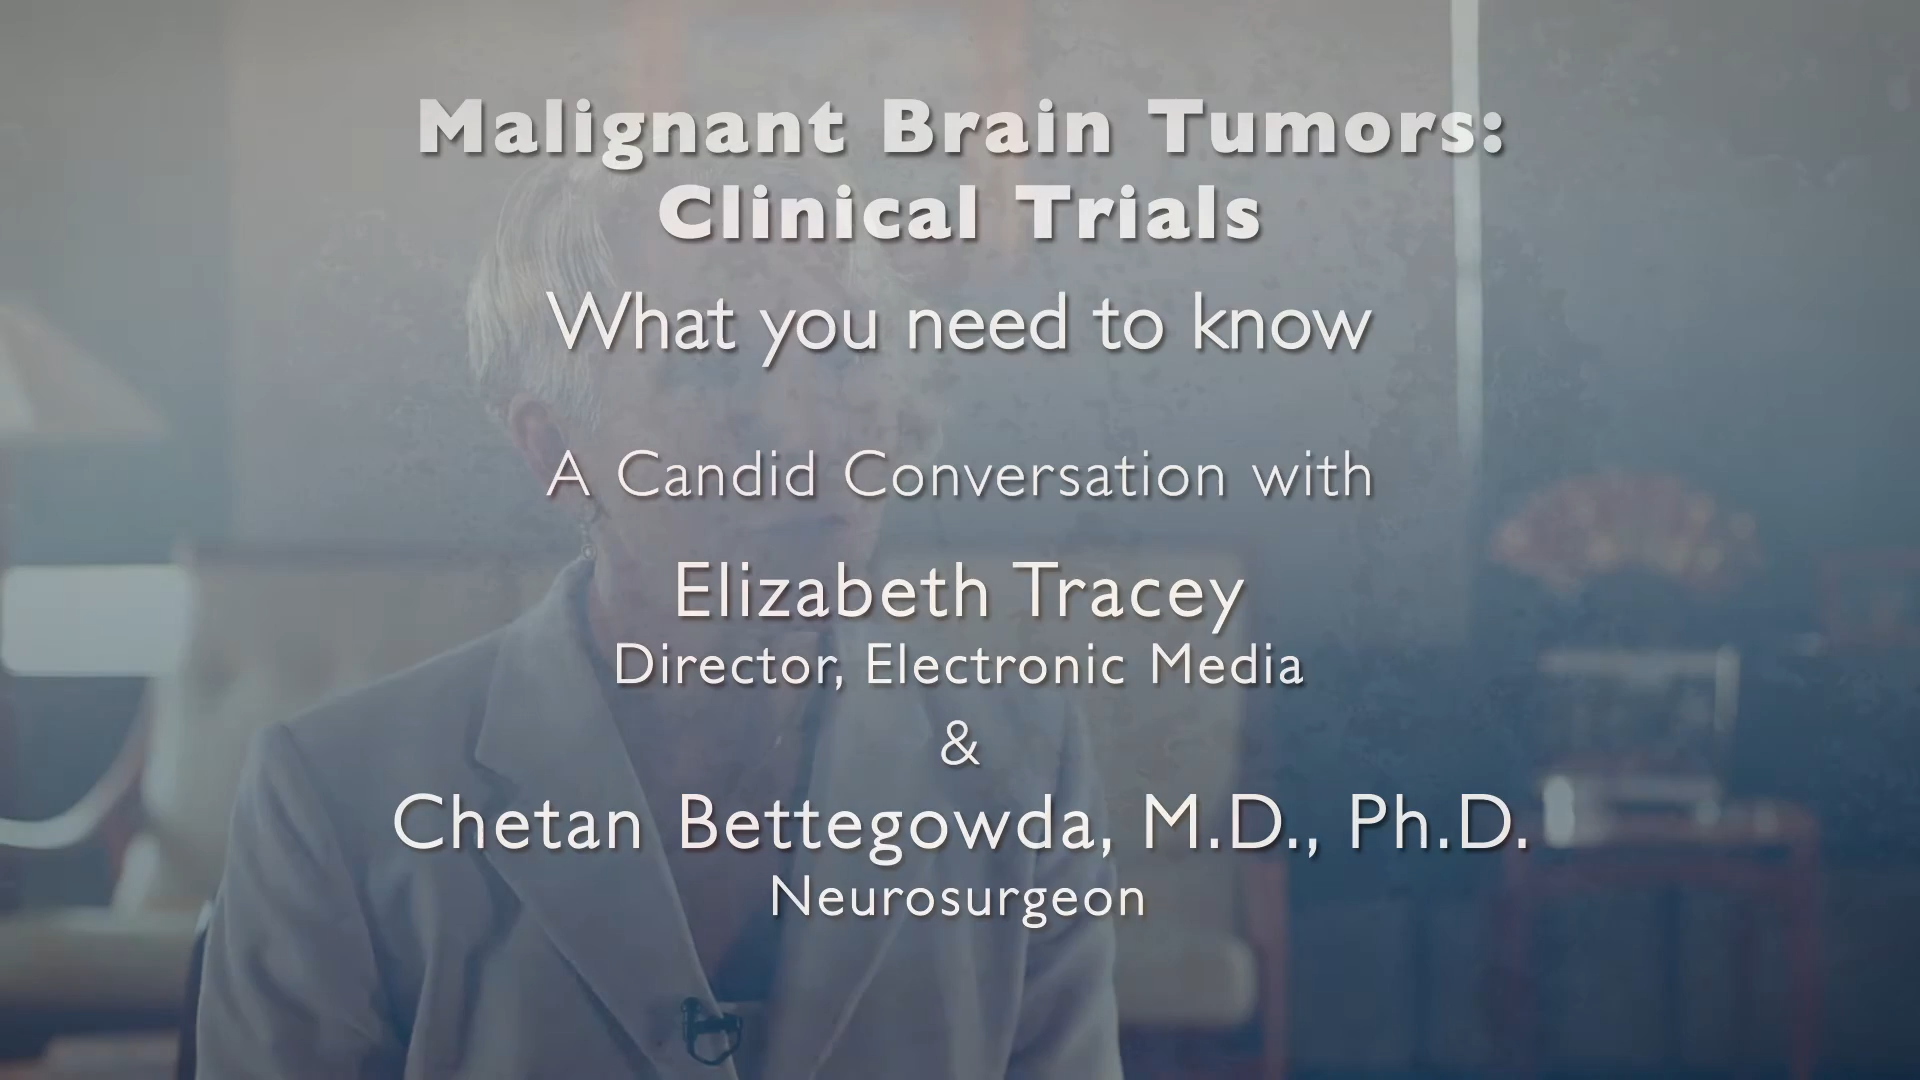 Malignant Brain Tumors:
Clinical Trials
What you need to know
A Candid Conversation with
Elizabeth Tracey
Director, Electronic Media
&
Chetan Bettegowda, M.D., Ph.D.
Neurosurgeon